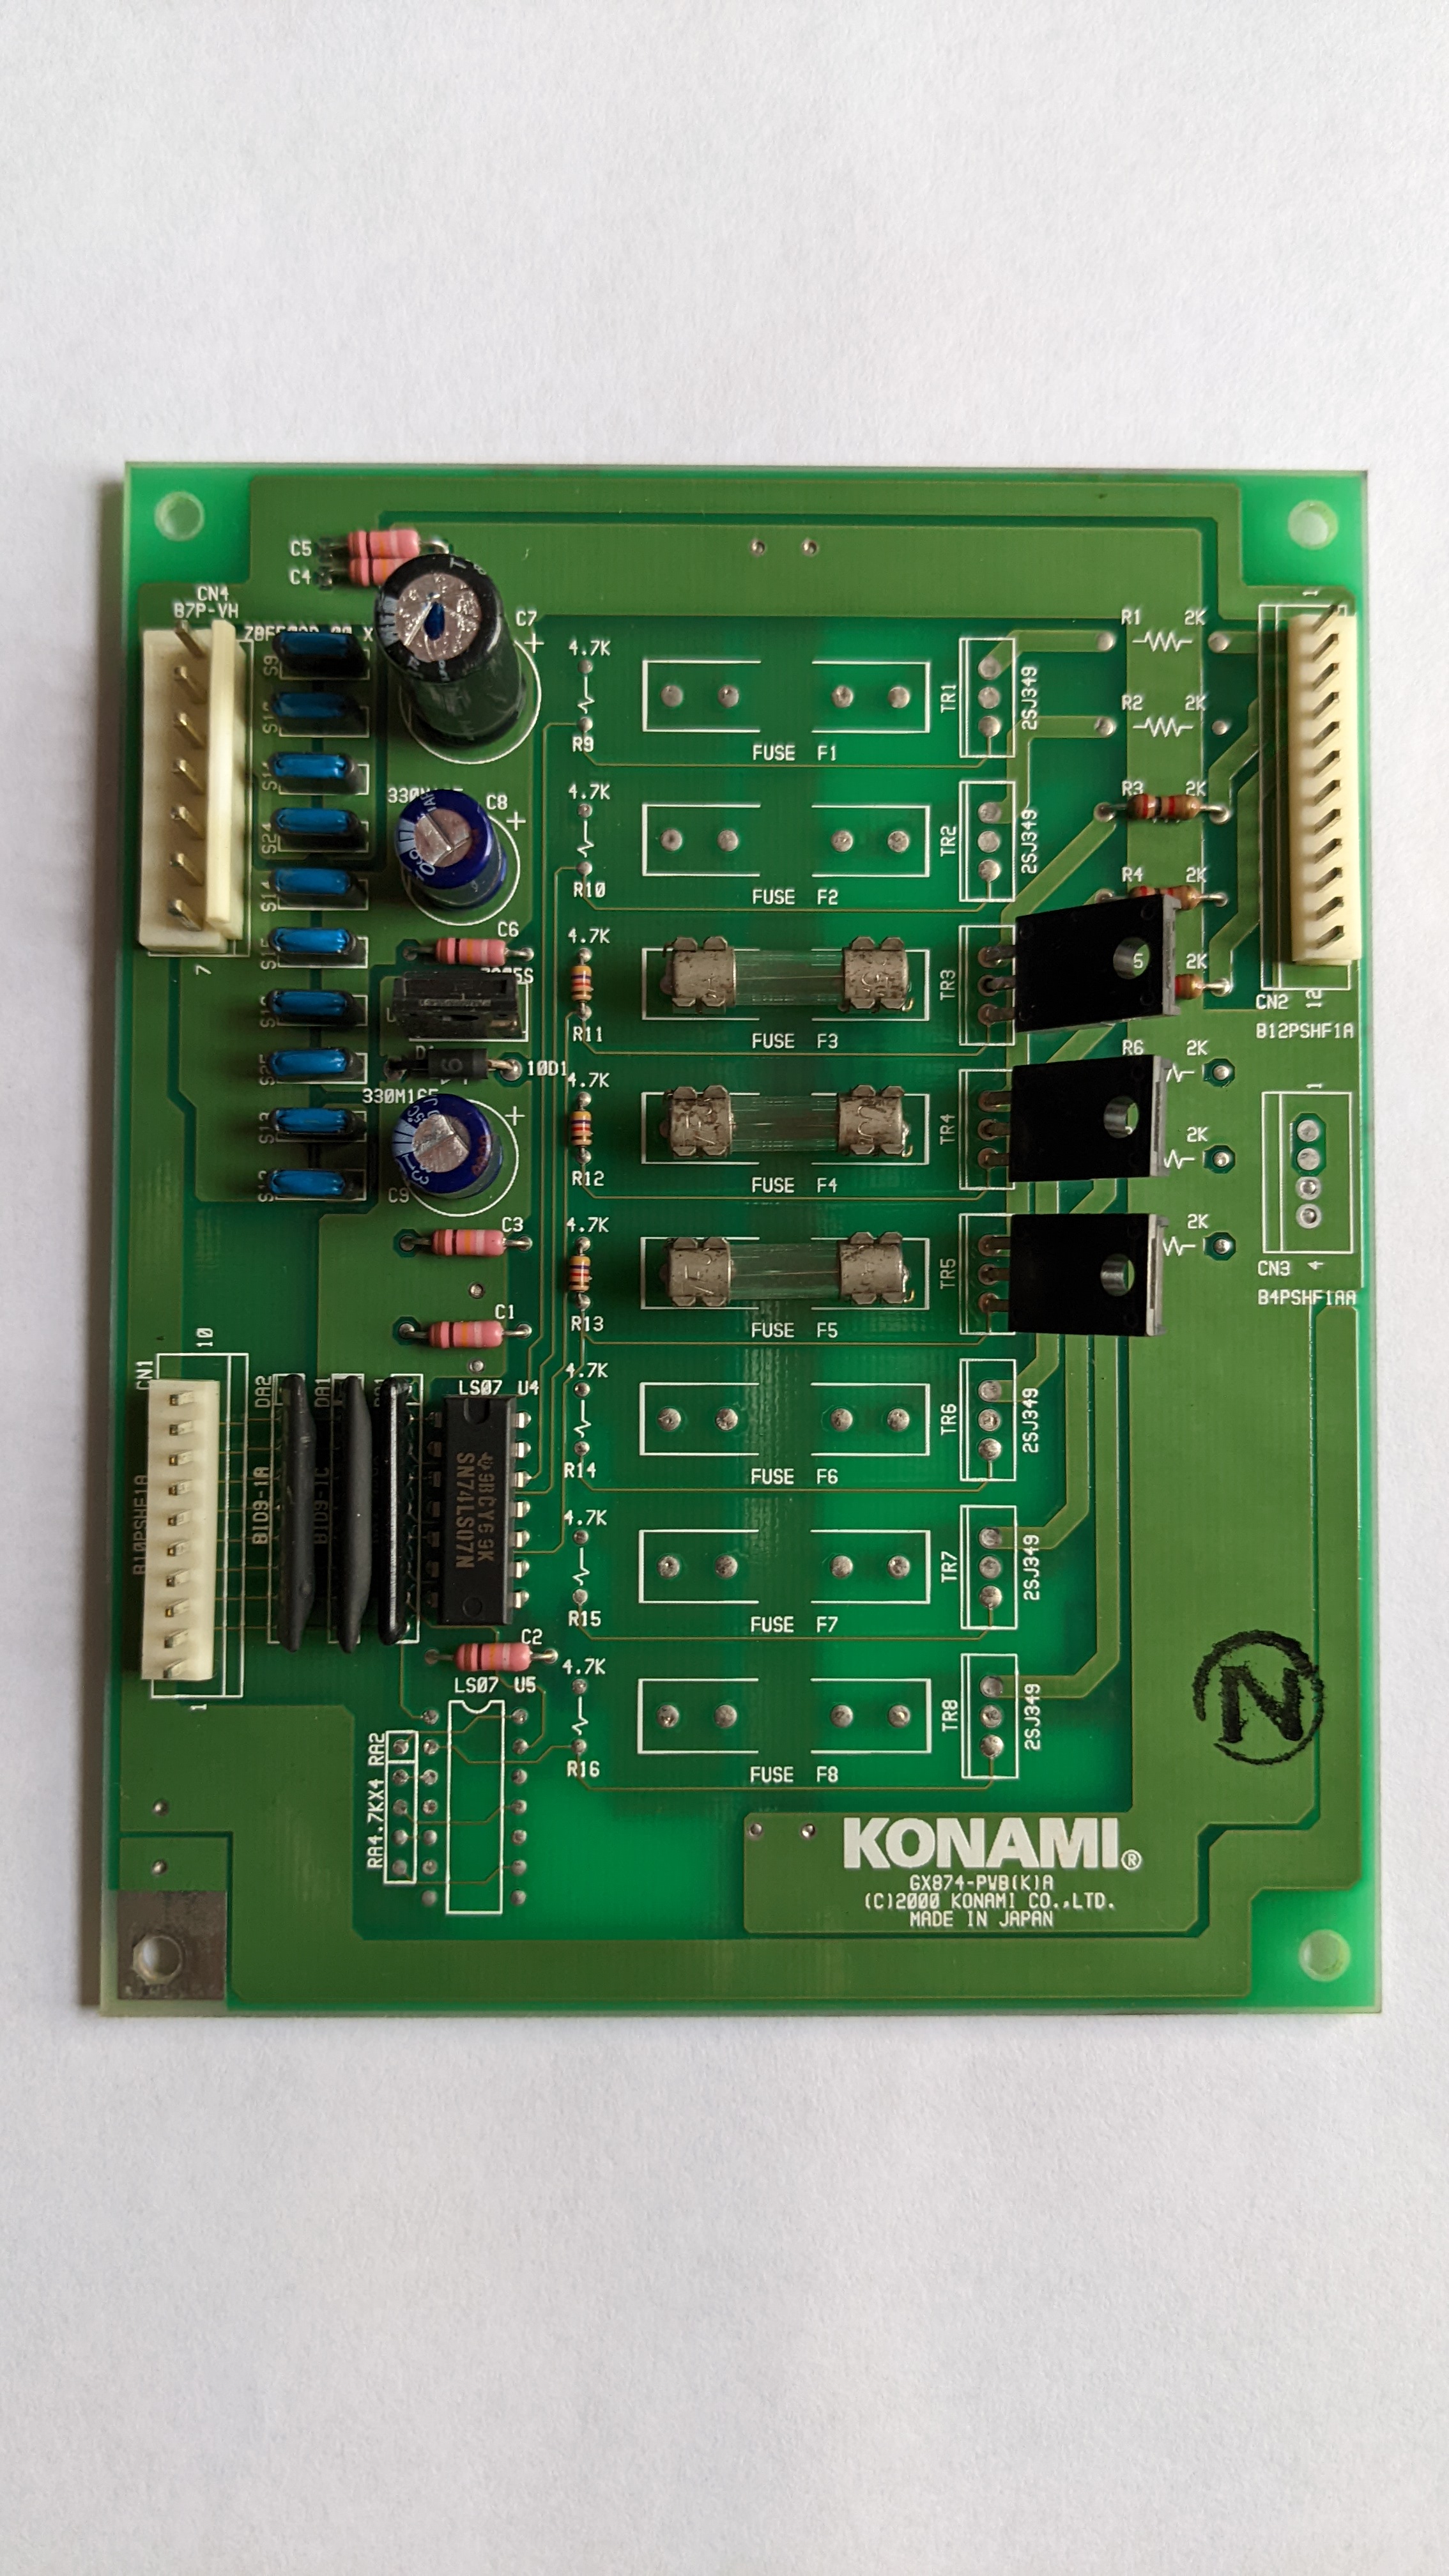 C5
C4
CN4
B7P-VH
C7
4.7K
R9
FUSE F1
TR1
2SJ349
R1 2K
R2 2K
1
S9
S24
S14
C8
4.7K
R10
FUSE F2
TR2
2SJ349
R3 2K
R4 2K
7
C6
4.7K
R11
FUSE F3
TR3
5 2K
CN2
12
B12PSHF1A
10D1
330M16
C9
4.7K
R12
FUSE F4
TR4
R6 2K
2K
1
C3
4.7K
R13
FUSE F5
TR5
2K
CN3 4
B4PSHF1AA
C1
CN1
10
B10PSHF1A
1
DA2
B1D9-1A
DA1
B1D9-1C
LS07 U4
9BCYG9K
SN74LS07N
4.7K
R14
FUSE F6
TR6
2SJ349
4.7K
R15
FUSE F7
TR7
2SJ349
C2
LS07 U5
4.7K
R16
FUSE F8
TR8
2SJ349
RA4.7KX4 RA2
N
KONAMI®
GX874-PWB(K)A
(C)2000 KONAMI CO.,LTD.
MADE IN JAPAN